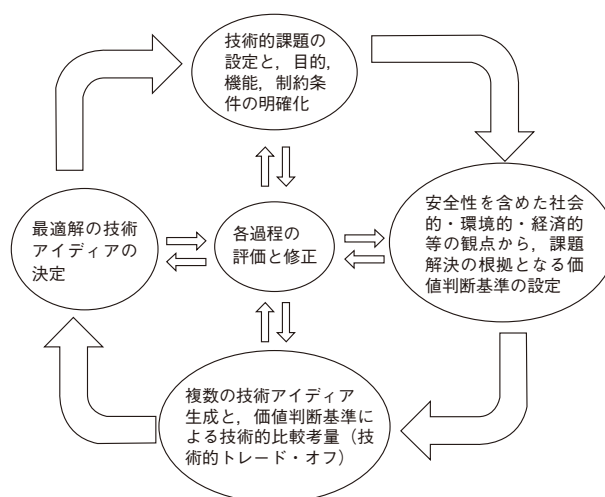 技術的課題の
設定と，目的，
機能，制約条
件の明確化
最適解の技術
アイディアの
決定
各過程の
評価と修正
安全性を含めた社会
的・環境的・経済的
等の観点から，課題
解決の根拠となる価
値判断基準の設定
複数の技術アイディア
生成と，価値判断基準によ
る技術的比較考量（技
術的トレード・オフ）